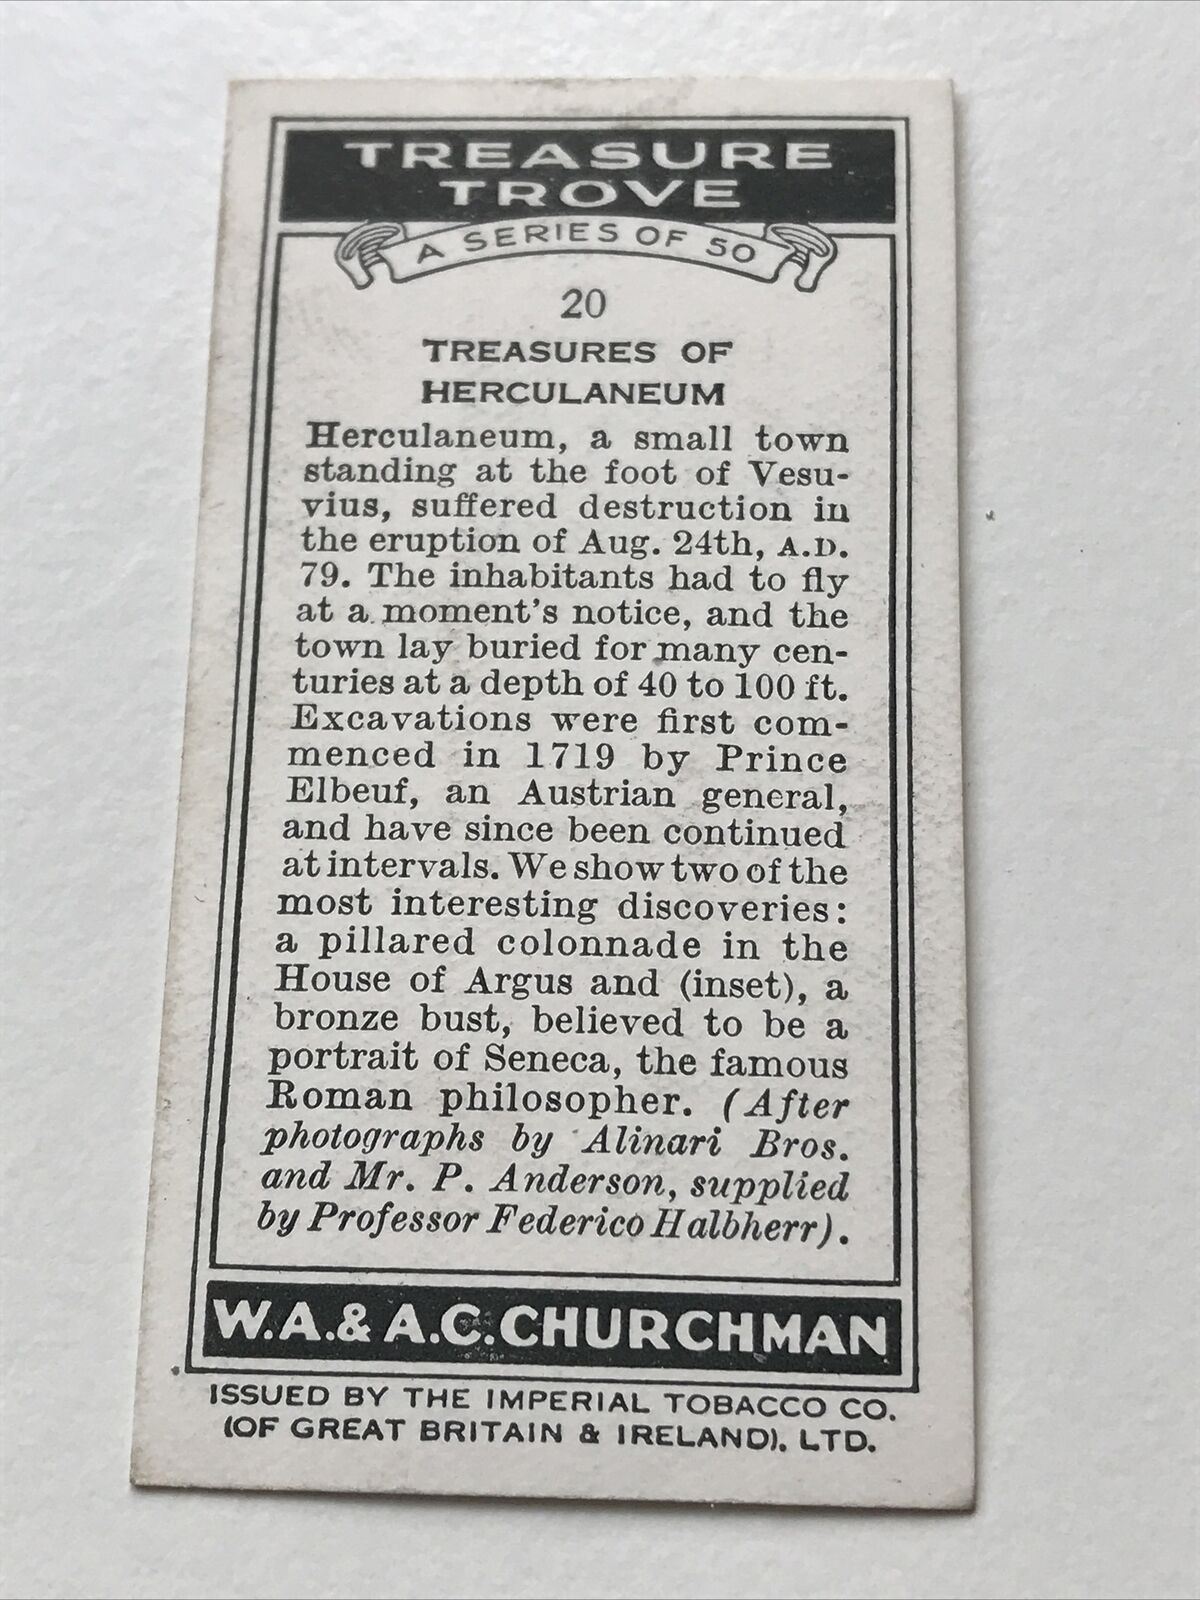 TREASURE
TROVE
A SERIES OF 50
20
TREASURES OF
HERCULANEUM
Herculaneum, a small town
standing at the foot of Vesu-
vius, suffered destruction in
the eruption of Aug. 24th, A.D.
79. The inhabitants had to fly
at a moment's notice, and the
town lay buried for many cen-
turies at a depth of 40 to 100 ft.
Excavations were first com-
menced in 1719 by Prince
Elbeuf, an Austrian general,
and have since been continued
at intervals. We show two of the
most interesting discoveries:
a pillared colonnade in the
House of Argus and (inset), a
bronze bust, believed to be a
portrait of Seneca, the famous
Roman philosopher. (After
photographs by Alinari Bros.
and Mr. P. Anderson, supplied
by Professor Federico Halbherr).
W.A. & A.C. CHURCHMAN
ISSUED BY THE IMPERIAL TOBACCO CO.
(OF GREAT BRITAIN & IRELAND), LTD.